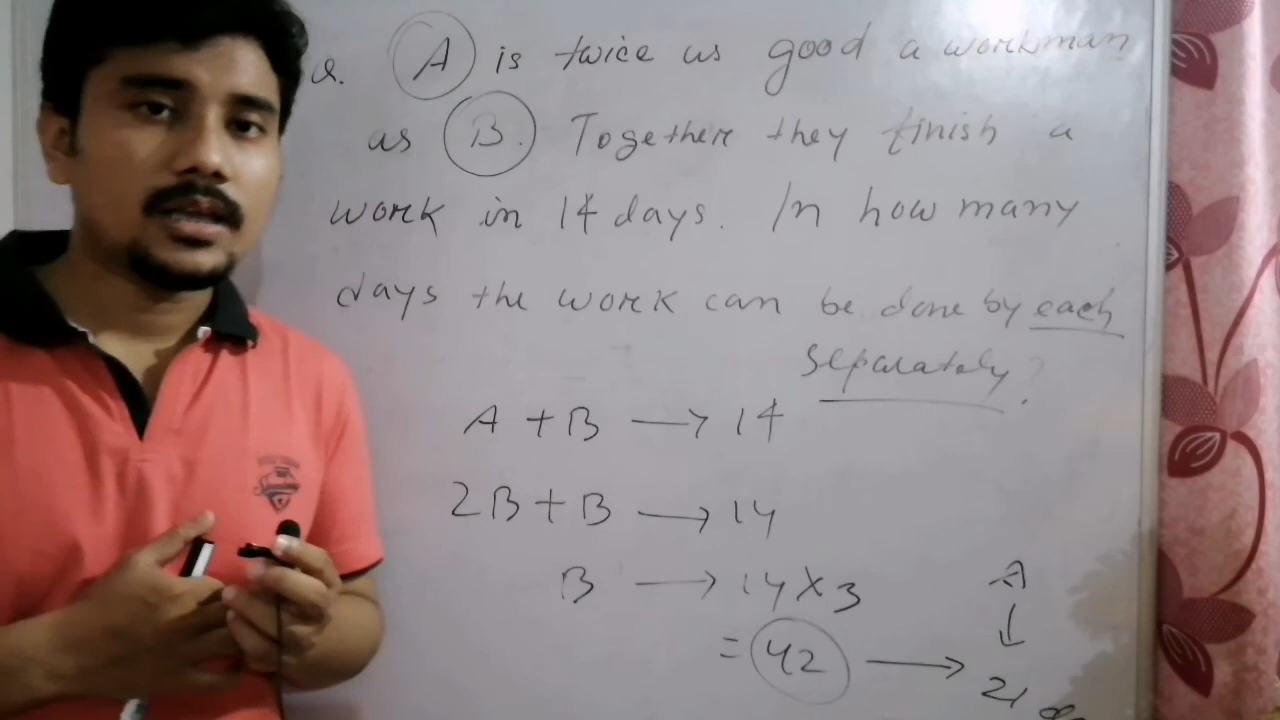 Q. A is twice as good a workman
as B. Together they finish a
work in 14 days. In how many
days the work can be done by each
separately?
A + B → 14
2B + B → 14
B → 14 × 3
= 42 →
A
↓
21